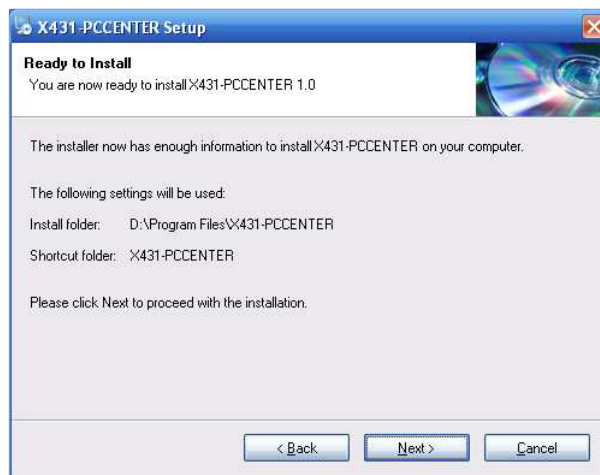 X431-PCCENTER Setup
Ready to Install
You are now ready to install X431-PCCENTER 1.0
The installer now has enough information to install X431-PCCENTER on your computer.
The following settings will be used:
Install folder: D:\Program Files\X431-PCCENTER
Shortcut folder: X431-PCCENTER
Please click Next to proceed with the installation.
< Back Next > Cancel